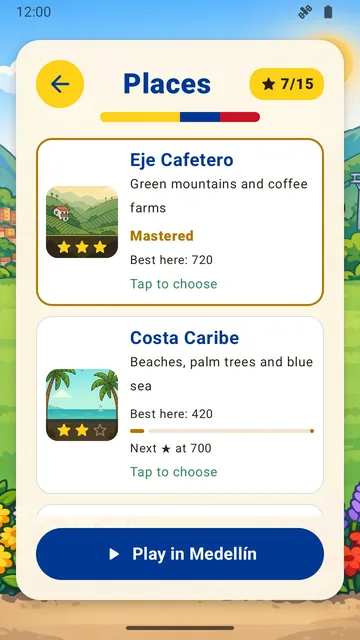 12:00
Places
★ 7/15
Eje Cafetero
Green mountains and coffee
farms
Mastered
Best here: 720
Tap to choose
Costa Caribe
Beaches, palm trees and blue
sea
Best here: 420
Next ★ at 700
Tap to choose
Play in Medellín